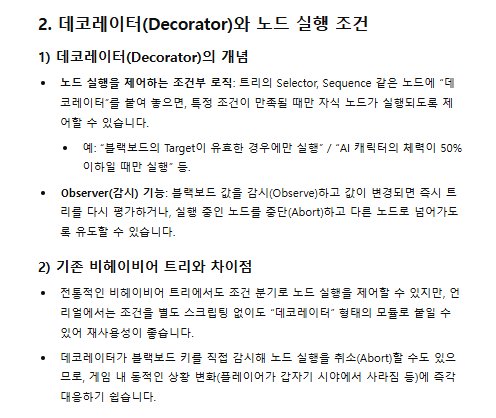 2. 데코레이터(Decorator)와 노드 실행 조건
1) 데코레이터(Decorator)의 개념
• 노드 실행을 제어하는 조건부 로직: 트리의 Selector, Sequence 같은 노드에 “데
코레이터”를 붙여 놓으면, 특정 조건이 만족될 때만 자식 노드가 실행되도록 제
어할 수 있습니다.
• 예: “블랙보드의 Target이 유효한 경우에만 실행” / “AI 캐릭터의 체력이 50%
이하일 때만 실행” 등.
• Observer(감시) 기능: 블랙보드 값을 감시(Observe)하고 값이 변경되면 즉시 트
리를 다시 평가하거나, 실행 중인 노드를 중단(Abort)하고 다른 노드로 넘어가도
록 유도할 수 있습니다.
2) 기존 비헤이비어 트리와 차이점
• 전통적인 비헤이비어 트리에서도 조건 분기로 노드 실행을 제어할 수 있지만, 언
리얼에서는 조건을 별도 스크립팅 없이도 “데코레이터” 형태의 모듈로 붙일 수
있어 재사용성이 좋습니다.
• 데코레이터가 블랙보드 키를 직접 감시해 노드 실행을 취소(Abort)할 수도 있으
므로, 게임 내 동적인 상황 변화(플레이어가 갑자기 시야에서 사라짐 등)에 즉각
대응하기 쉽습니다.